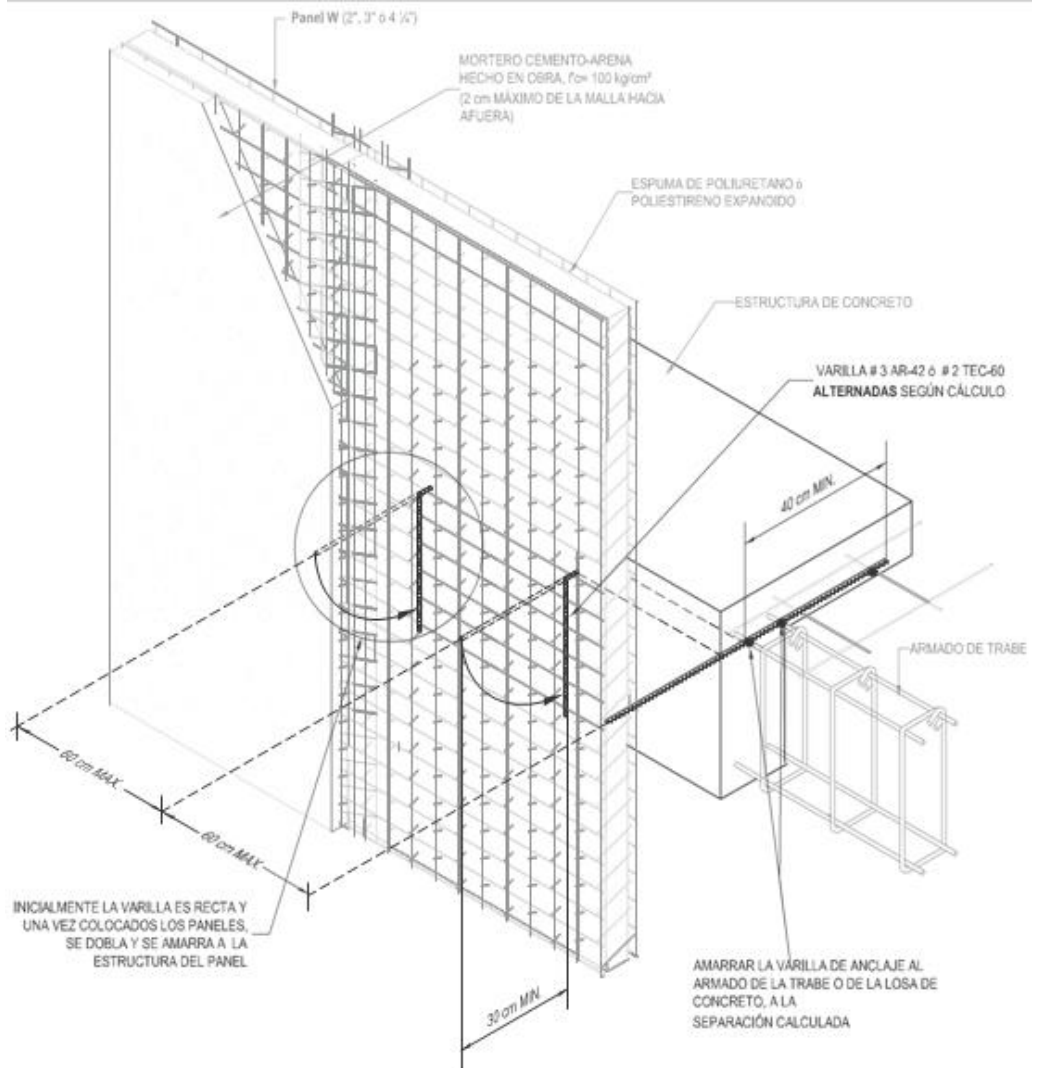 Panel W (2", 3" ó 4 ¼")
MORTERO CEMENTO-ARENA
HECHO EN OBRA, f'c= 100 kg/cm²
(2 cm MÁXIMO DE LA MALLA HACIA
AFUERA)
ESPUMA DE POLIURETANO ó
POLIESTIRENO EXPANDIDO
ESTRUCTURA DE CONCRETO
VARILLA # 3 AR-42 ó # 2 TEC-60
ALTERNADAS SEGÚN CÁLCULO
40 cm MIN.
ARMADO DE TRABE
60 cm MAX.
60 cm MAX.
INICIALMENTE LA VARILLA ES RECTA Y
UNA VEZ COLOCADOS LOS PANELES,
SE DOBLA Y SE AMARRA A LA
ESTRUCTURA DEL PANEL
30 cm MIN.
AMARRAR LA VARILLA DE ANCLAJE AL
ARMADO DE LA TRABE O DE LA LOSA DE
CONCRETO, A LA
SEPARACIÓN CALCULADA